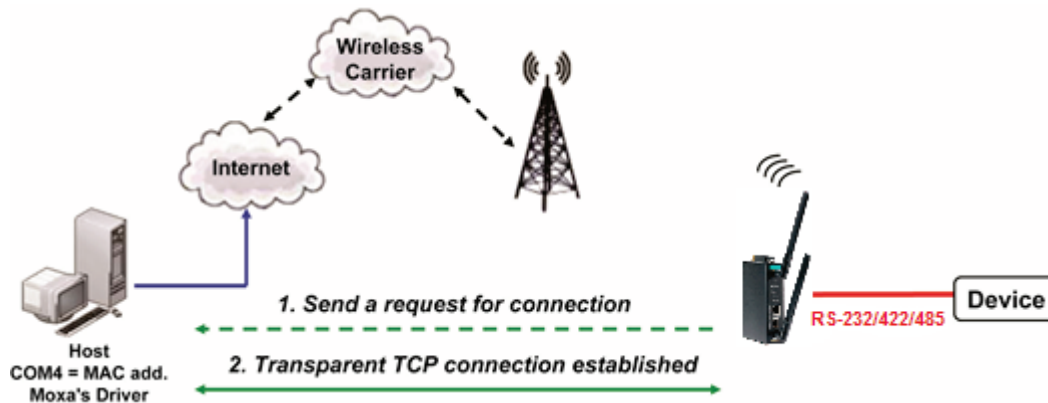 Wireless
Carrier
Internet
1. Send a request for connection
RS-232/422/485
Device
Host
COM4 = MAC add.
Moxa's Driver
2. Transparent TCP connection established